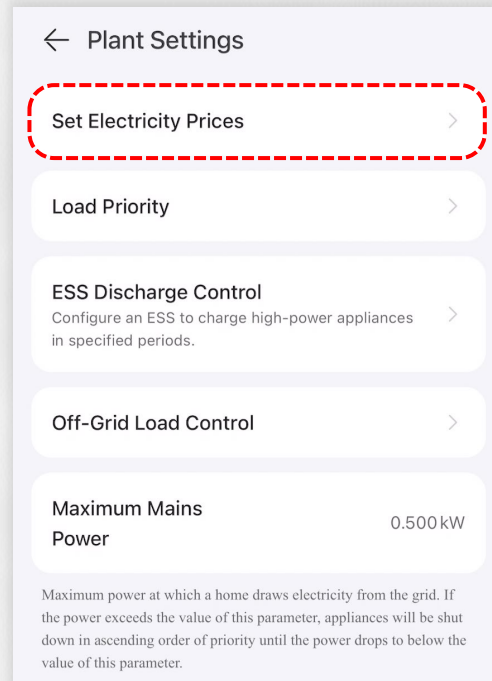 Plant Settings
Set Electricity Prices
Load Priority
ESS Discharge Control
Configure an ESS to charge high-power appliances
in specified periods.
Off-Grid Load Control
Maximum Mains
Power
0.500 kW
Maximum power at which a home draws electricity from the grid. If
the power exceeds the value of this parameter, appliances will be shut
down in ascending order of priority until the power drops to below the
value of this parameter.